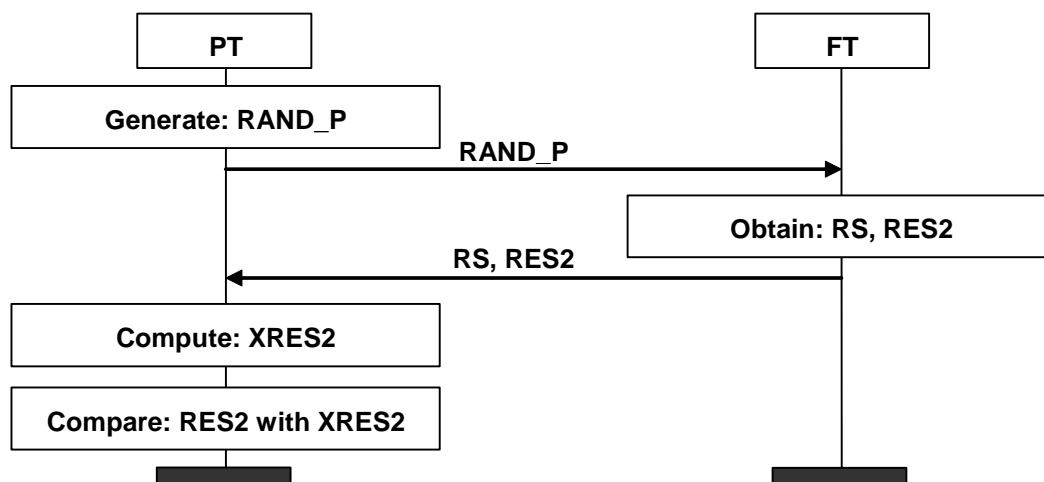 PT
FT
Generate: RAND_P
RAND_P
Obtain: RS, RES2
RS, RES2
Compute: XRES2
Compare: RES2 with XRES2